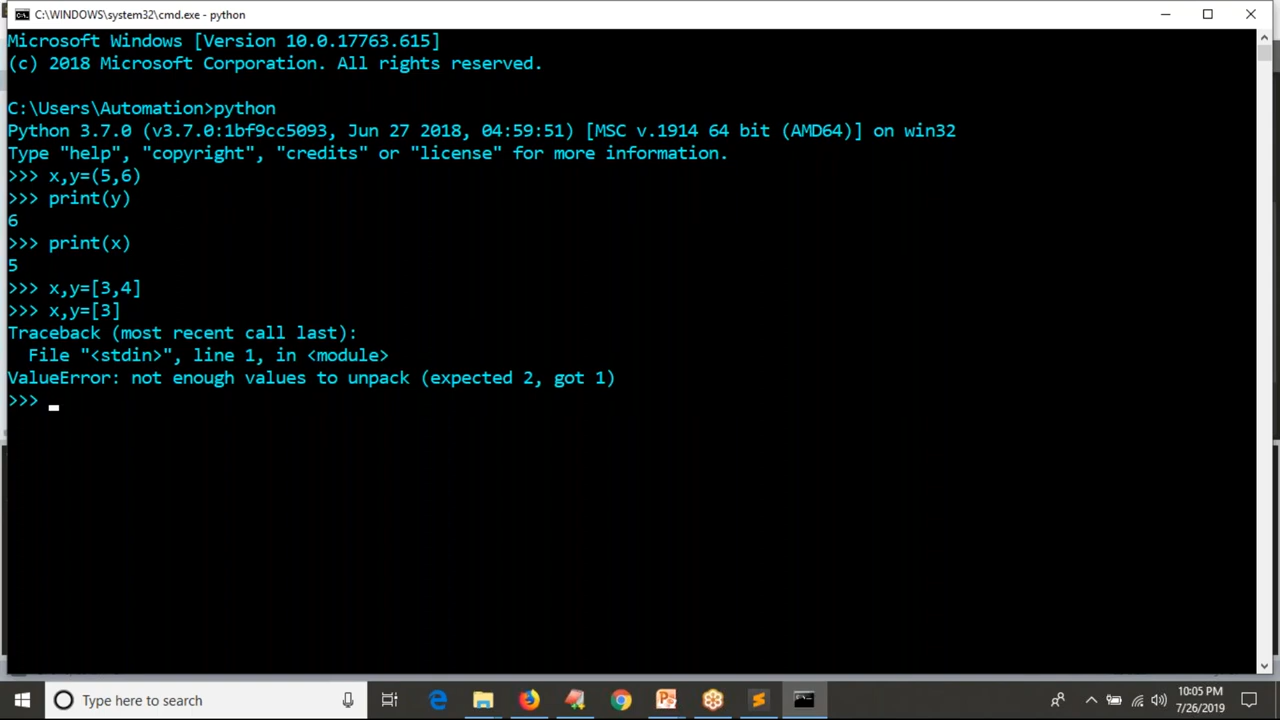 C:\WINDOWS\system32\cmd.exe - python
Microsoft Windows [Version 10.0.17763.615]
(c) 2018 Microsoft Corporation. All rights reserved.
C:\Users\Automation>python
Python 3.7.0 (v3.7.0:1bf9cc5093, Jun 27 2018, 04:59:51) [MSC v.1914 64 bit (AMD64)] on win32
Type "help", "copyright", "credits" or "license" for more information.
>>> x,y=(5,6)
>>> print(y)
6
>>> print(x)
5
>>> x,y=[3,4]
>>> x,y=[3]
Traceback (most recent call last):
  File "<stdin>", line 1, in <module>
ValueError: not enough values to unpack (expected 2, got 1)
>>>
Type here to search
10:05 PM
7/26/2019